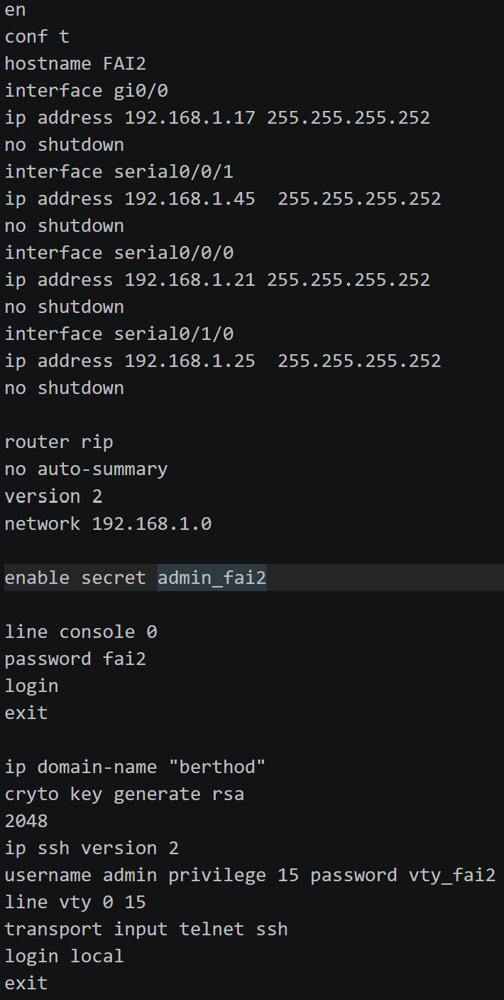 en
conf t
hostname FAI2
interface gi0/0
ip address 192.168.1.17 255.255.255.252
no shutdown
interface serial0/0/1
ip address 192.168.1.45  255.255.255.252
no shutdown
interface serial0/0/0
ip address 192.168.1.21 255.255.255.252
no shutdown
interface serial0/1/0
ip address 192.168.1.25  255.255.255.252
no shutdown

router rip
no auto-summary
version 2
network 192.168.1.0

enable secret admin_fai2

line console 0
password fai2
login
exit

ip domain-name "berthod"
cryto key generate rsa
2048
ip ssh version 2
username admin privilege 15 password vty_fai2
line vty 0 15
transport input telnet ssh
login local
exit